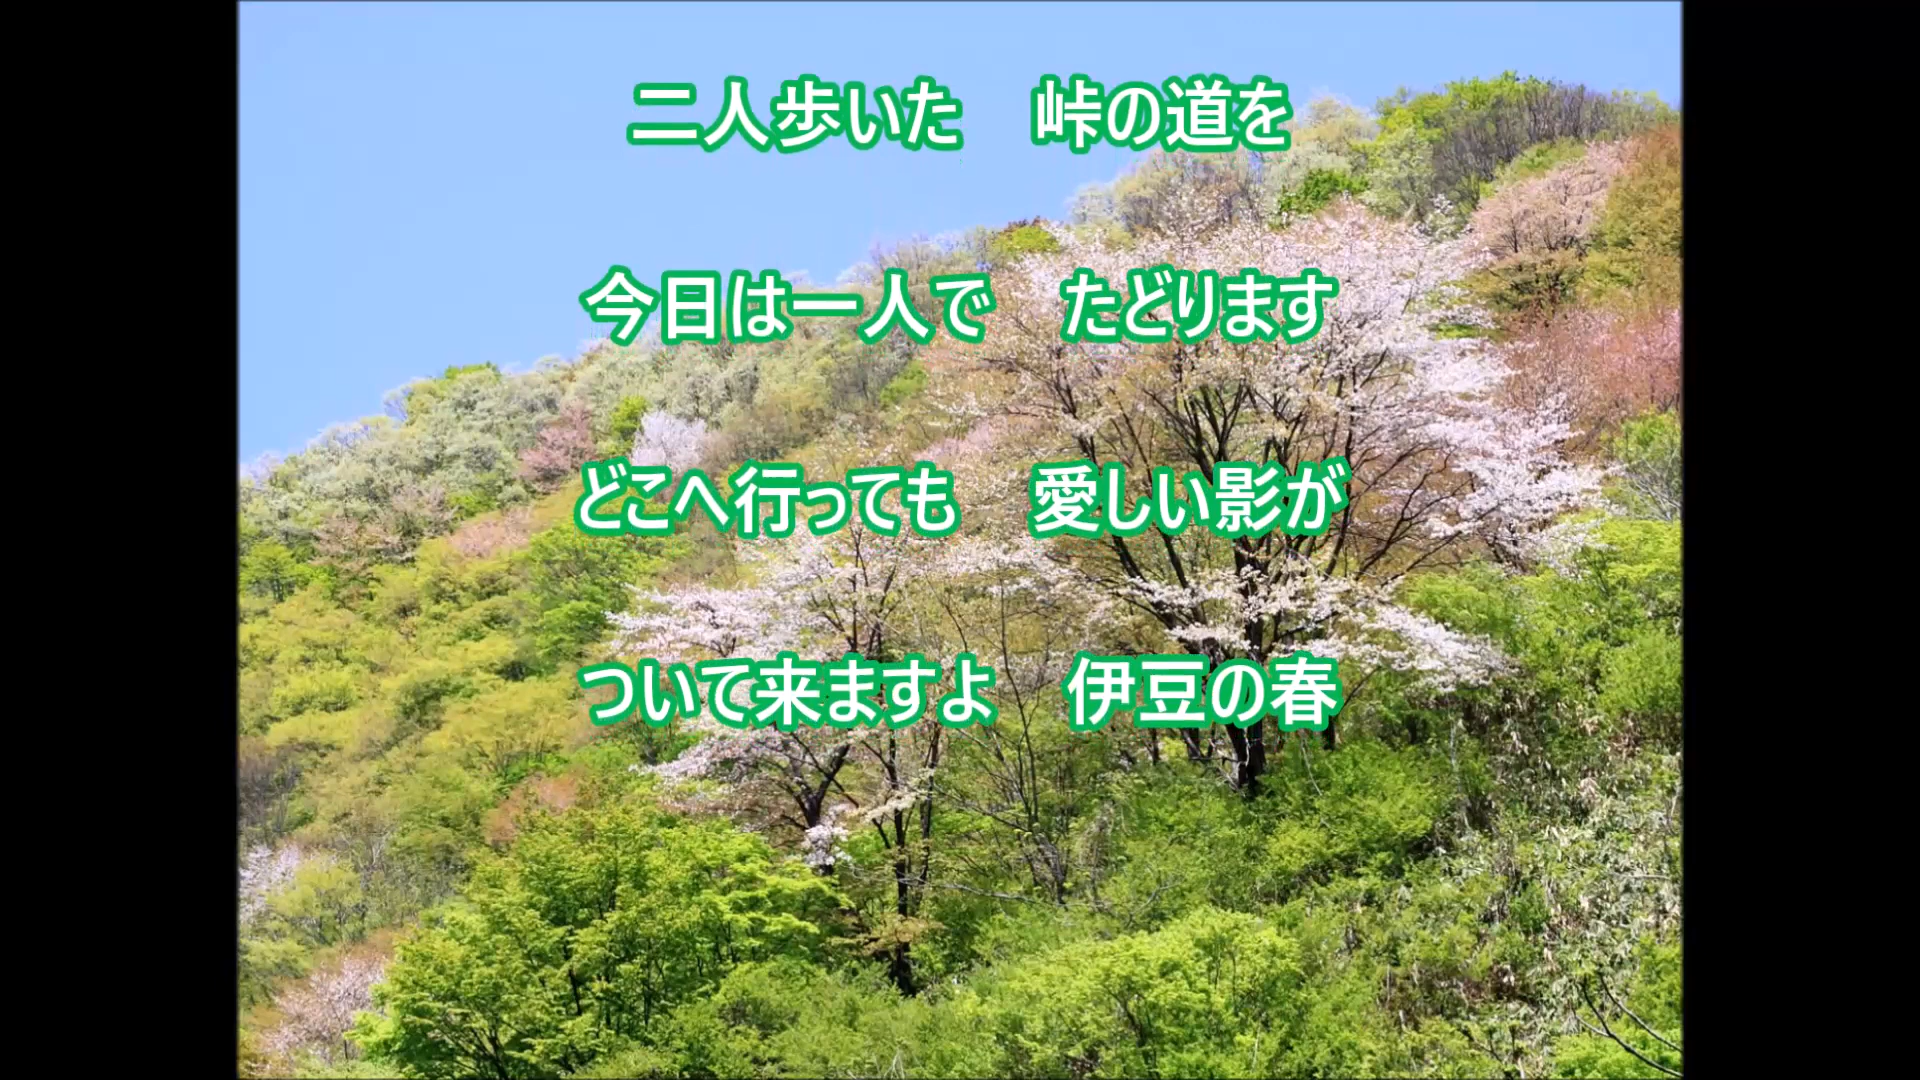 二人歩いた　峠の道を
今日は一人で　たどります
どこへ行っても　愛しい影が
ついて来ますよ　伊豆の春